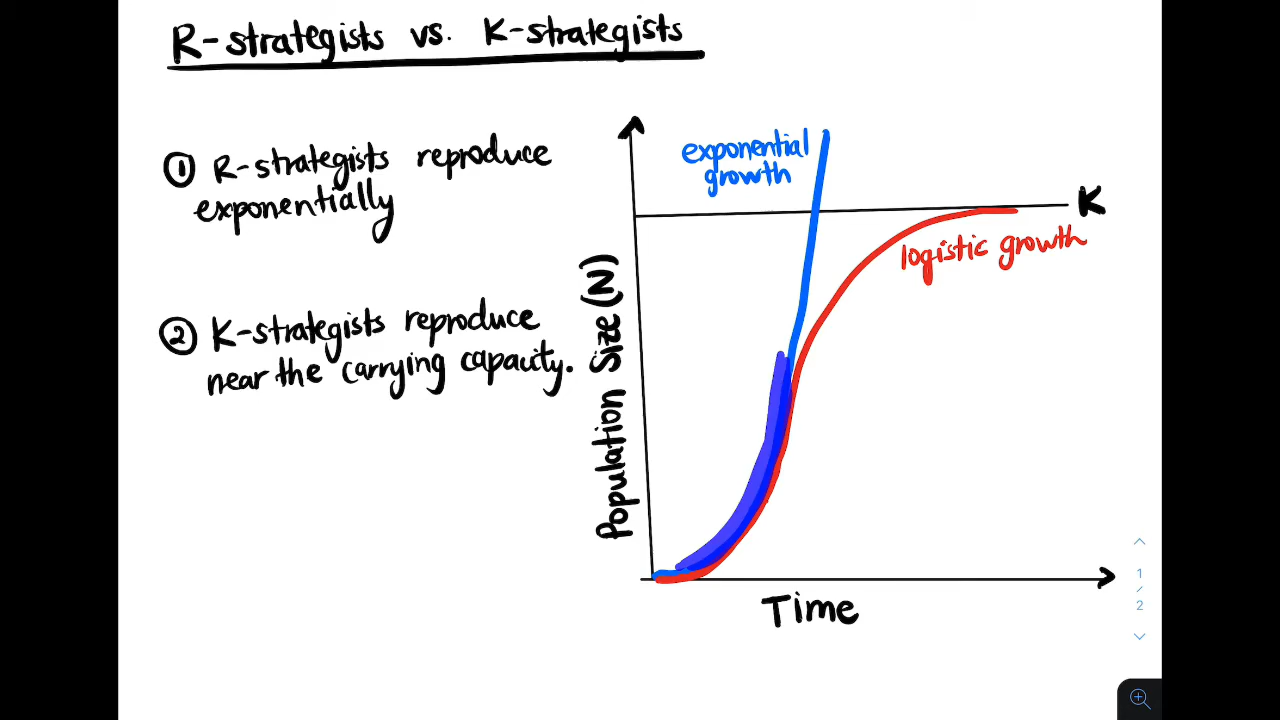 R-strategists vs. K-strategists
① R-strategists reproduce
exponentially
② K-strategists reproduce
near the carrying capacity.
exponential
growth
K
logistic growth
Population Size (N)
Time
1
/
2